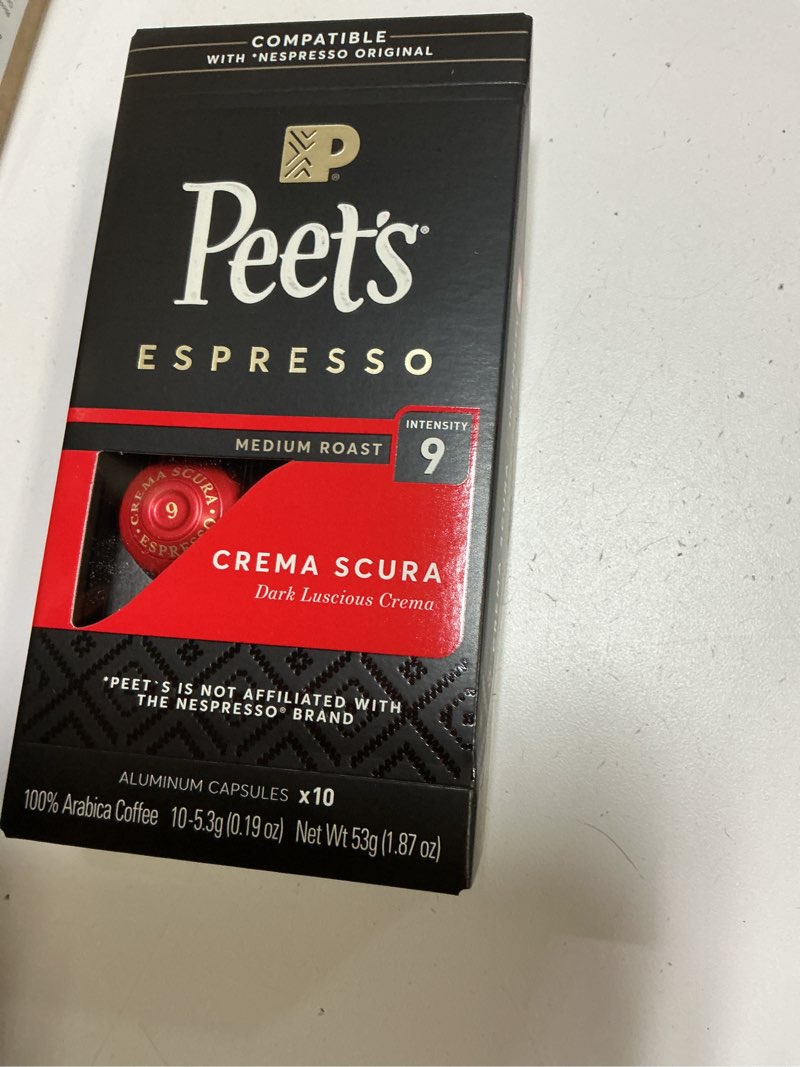 COMPATIBLE
WITH *NESPRESSO ORIGINAL
P®
Peet's®
ESPRESSO
INTENSITY
MEDIUM ROAST 9
CREMA SCURA
9
ESPRESSO
CREMA SCURA
Dark Luscious Crema
*PEET`S IS NOT AFFILIATED WITH
THE NESPRESSO® BRAND
ALUMINUM CAPSULES x10
100% Arabica Coffee 10-5.3g (0.19 oz) Net Wt 53g (1.87 oz)